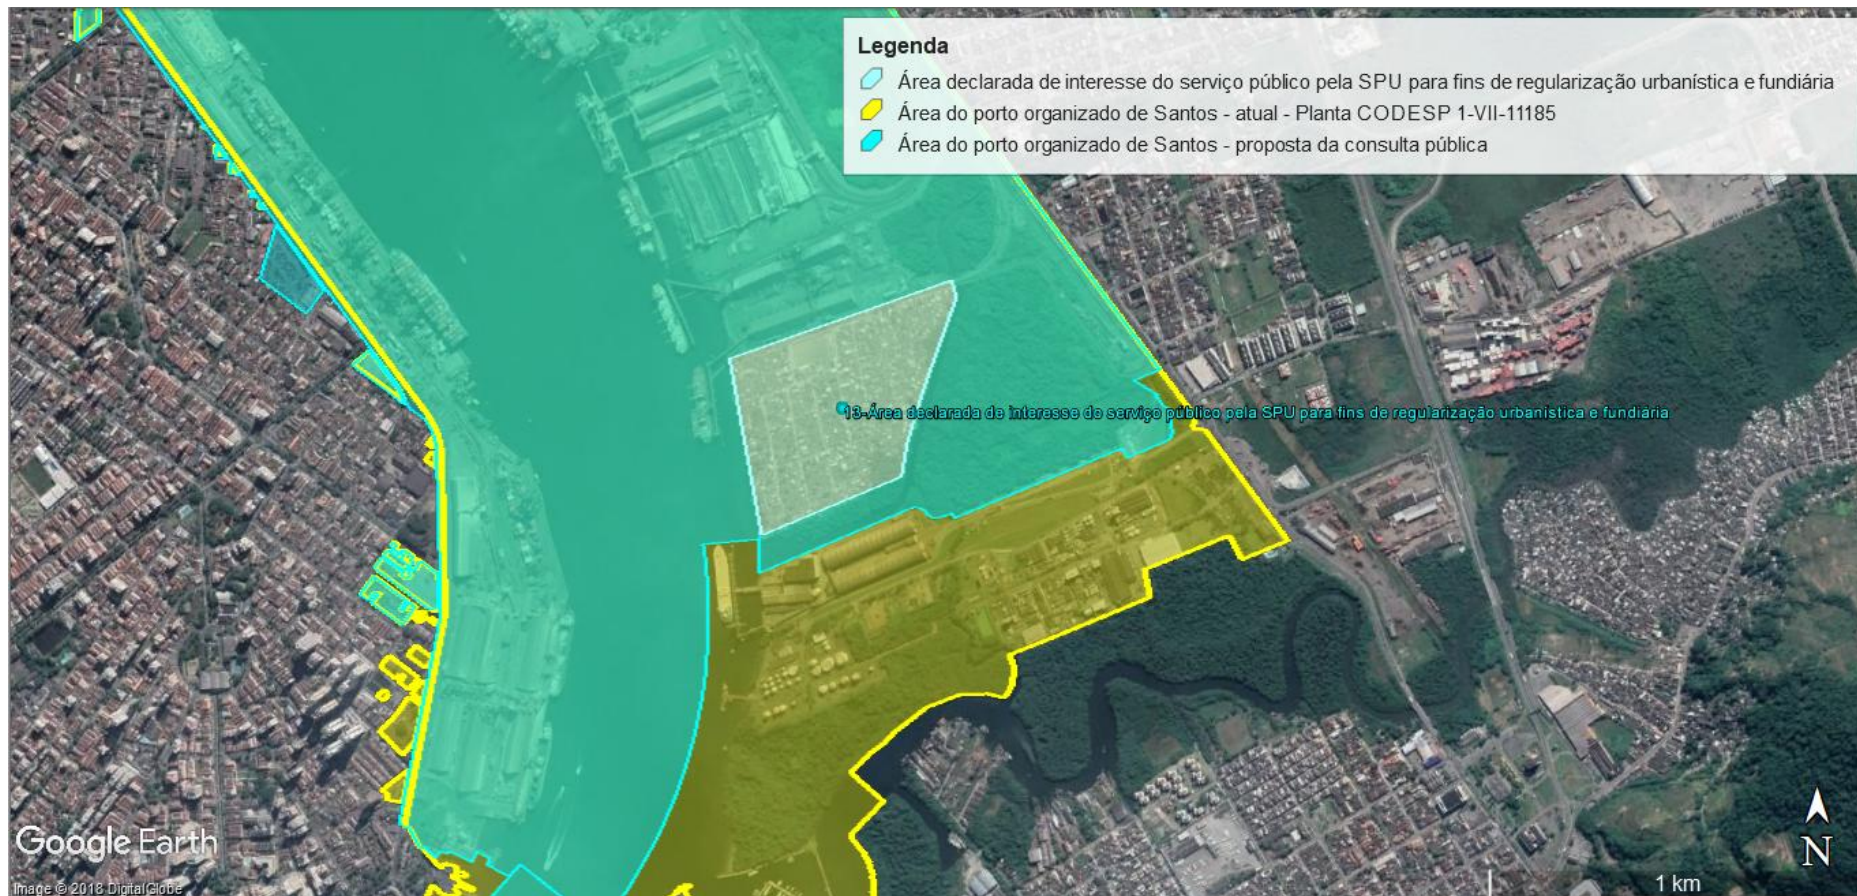 Legenda
Área declarada de interesse do serviço público pela SPU para fins de regularização urbanística e fundiária
Área do porto organizado de Santos - atual - Planta CODESP 1-VII-11185
Área do porto organizado de Santos - proposta da consulta pública
13-Área declarada de interesse do serviço público pela SPU para fins de regularização urbanística e fundiária
Google Earth
N
Image © 2018 DigitalGlobe
1 km